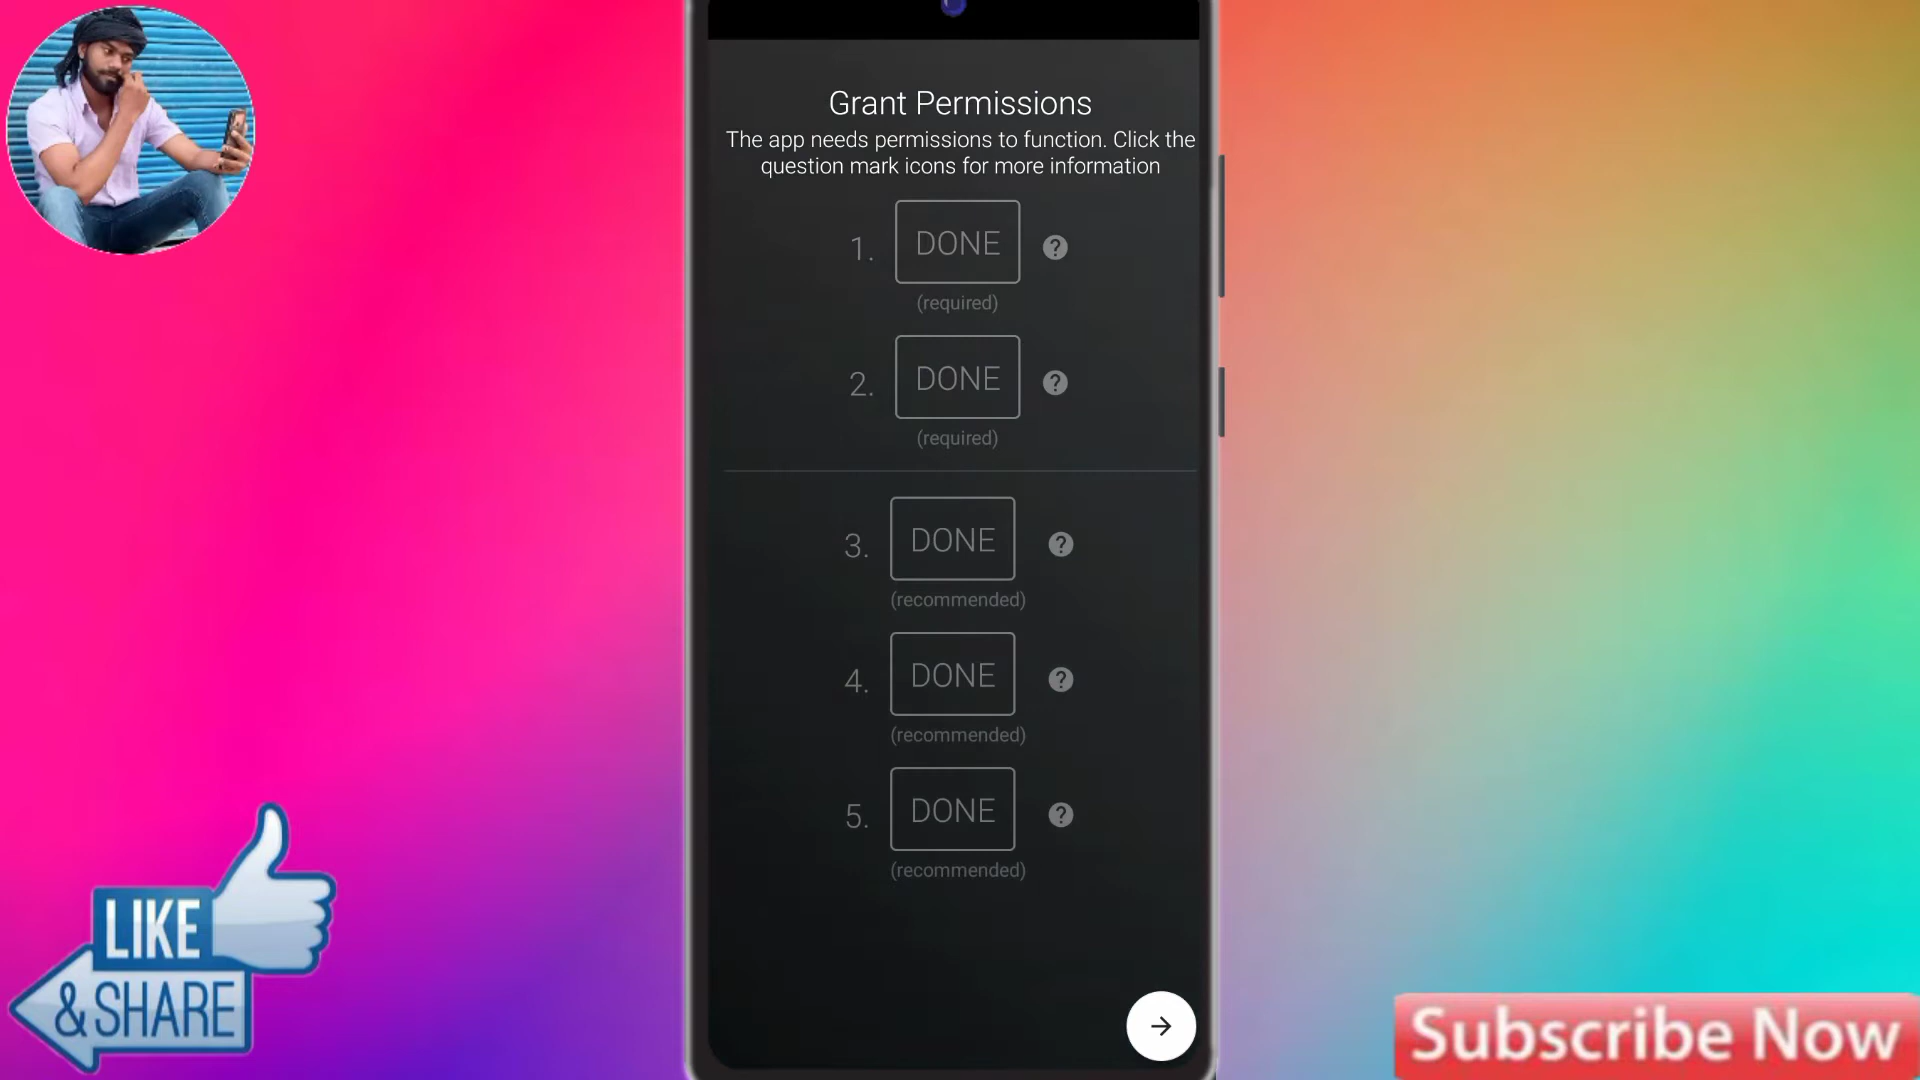 Grant Permissions
The app needs permissions to function. Click the
question mark icons for more information
1. DONE ?
(required)
2. DONE ?
(required)
3. DONE ?
(recommended)
4. DONE ?
(recommended)
5. DONE ?
(recommended)
LIKE
& SHARE
Subscribe Now